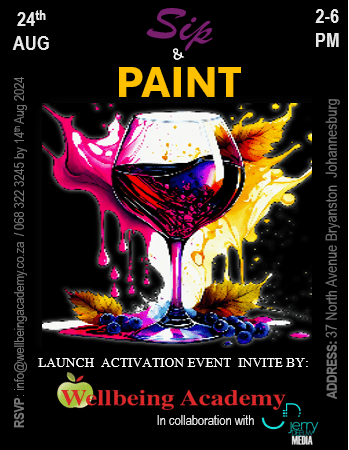 24th
AUG
Sip
&
PAINT
2-6
PM
RSVP: info@wellbeingacademy.co.za / 068 322 3245 by 14th Aug 2024
ADDRESS: 37 North Avenue Bryanston Johannesburg
LAUNCH ACTIVATION EVENT INVITE BY:
Wellbeing Academy
In collaboration with
jerry
MEDIA